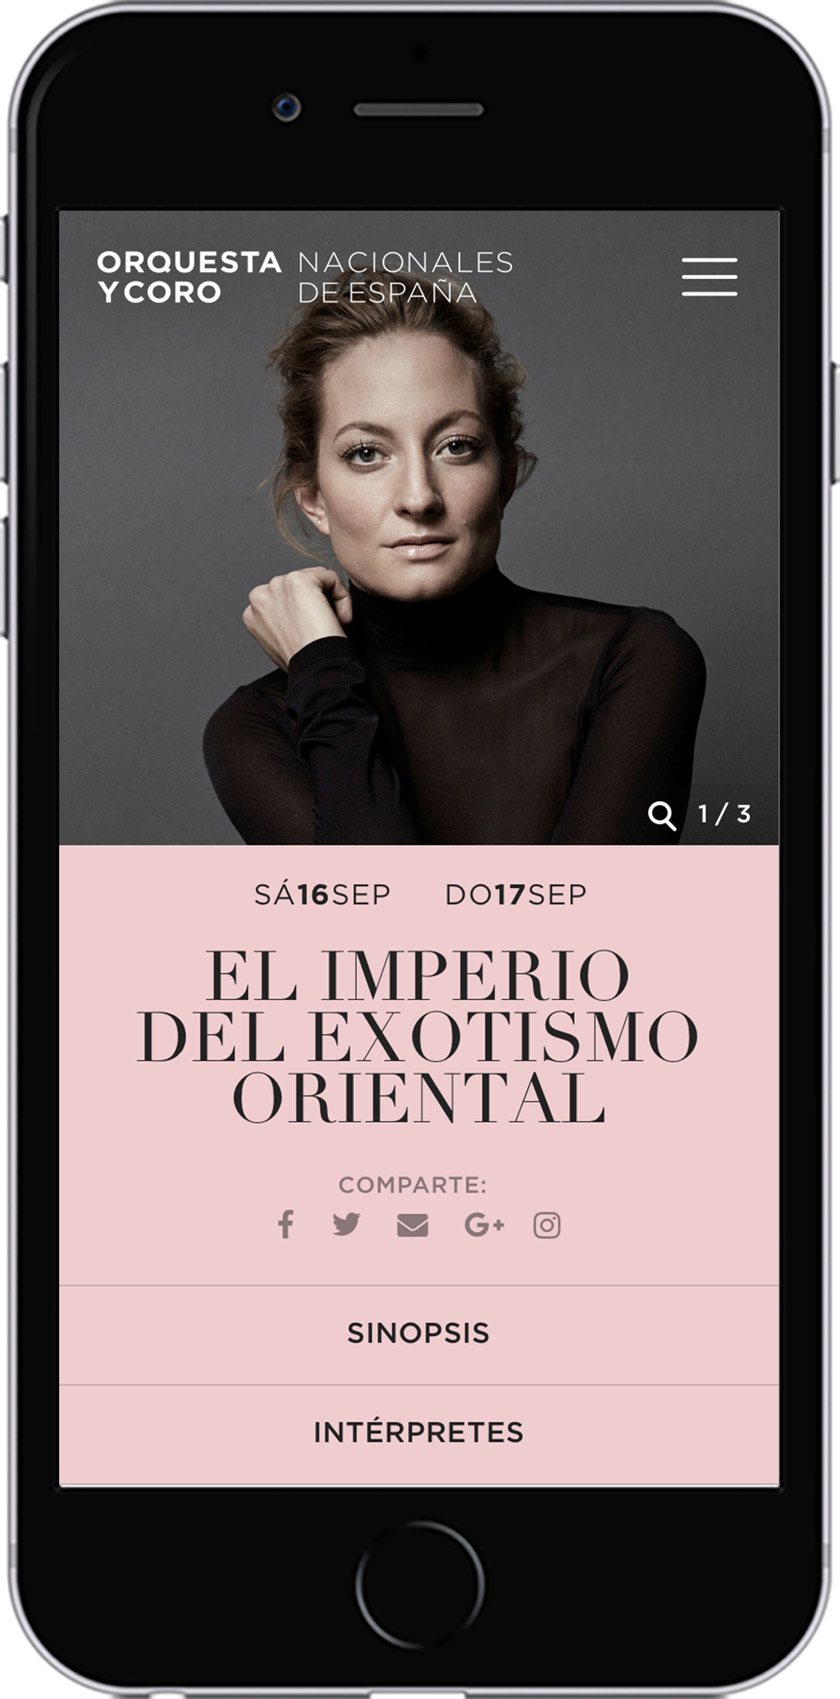 ORQUESTA NACIONALES
Y CORO DE ESPAÑA
1 / 3
SÁ16SEP DO17SEP
EL IMPERIO
DEL EXOTISMO
ORIENTAL
COMPARTE:
G+
SINOPSIS
INTÉRPRETES